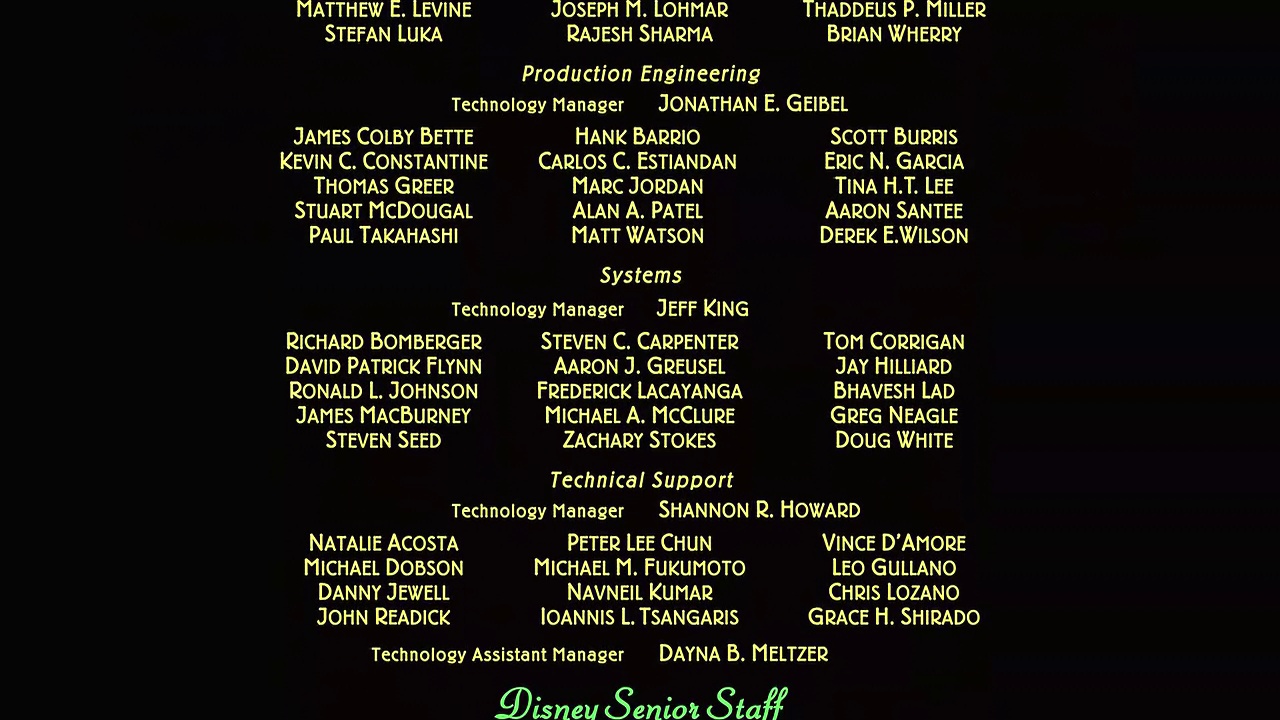 MATTHEW E. LEVINE JOSEPH M. LOHMAR THADDEUS P. MILLER
STEFAN LUKA RAJESH SHARMA BRIAN WHERRY
Production Engineering
Technology Manager JONATHAN E. GEIBEL
JAMES COLBY BETTE HANK BARRIO SCOTT BURRIS
KEVIN C. CONSTANTINE CARLOS C. ESTIANDAN ERIC N. GARCIA
THOMAS GREER MARC JORDAN TINA H.T. LEE
STUART MCDOUGAL ALAN A. PATEL AARON SANTEE
PAUL TAKAHASHI MATT WATSON DEREK E.WILSON
Systems
Technology Manager JEFF KING
RICHARD BOMBERGER STEVEN C. CARPENTER TOM CORRIGAN
DAVID PATRICK FLYNN AARON J. GREUSEL JAY HILLIARD
RONALD L. JOHNSON FREDERICK LACAYANGA BHAVESH LAD
JAMES MACBURNEY MICHAEL A. MCCLURE GREG NEAGLE
STEVEN SEED ZACHARY STOKES DOUG WHITE
Technical Support
Technology Manager SHANNON R. HOWARD
NATALIE ACOSTA PETER LEE CHUN VINCE D'AMORE
MICHAEL DOBSON MICHAEL M. FUKUMOTO LEO GULLANO
DANNY JEWELL NAVNEIL KUMAR CHRIS LOZANO
JOHN READICK IOANNIS L. TSANGARIS GRACE H. SHIRADO
Technology Assistant Manager DAYNA B. MELTZER
Disney Senior Staff